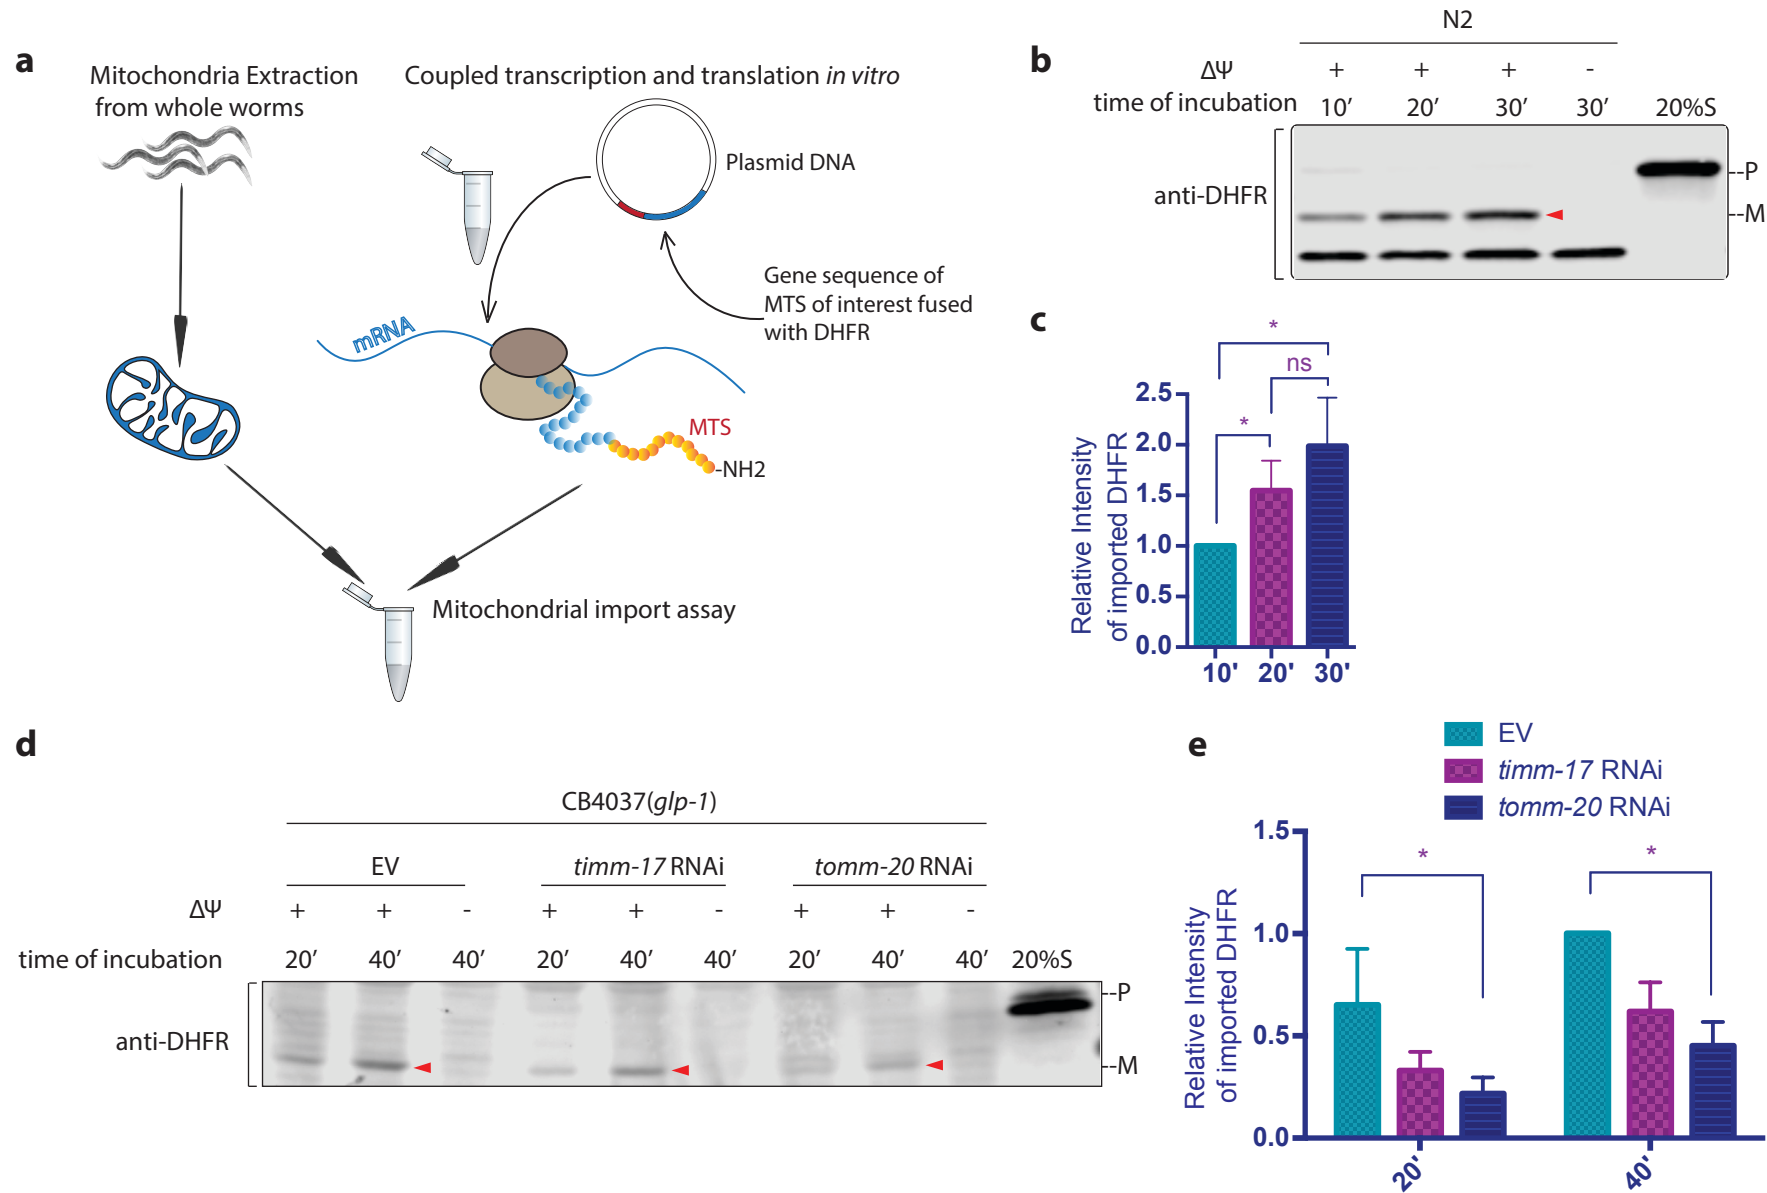 a
Mitochondria Extraction
from whole worms
Coupled transcription and translation in vitro
Plasmid DNA
Gene sequence of
MTS of interest fused
with DHFR
mRNA
MTS
-NH2
Mitochondrial import assay
b
N2
ΔΨ + + + -
time of incubation 10′ 20′ 30′ 30′ 20%S
anti-DHFR
--P
--M
c
*
ns
*
Relative Intensity
of imported DHFR
2.5
2.0
1.5
1.0
0.5
0.0
10' 20' 30'
d
CB4037(glp-1)
EV timm-17 RNAi tomm-20 RNAi
ΔΨ + + - + + - + + -
time of incubation 20′ 40′ 40′ 20′ 40′ 40′ 20′ 40′ 40′ 20%S
anti-DHFR
--P
--M
e
EV
timm-17 RNAi
tomm-20 RNAi
* *
Relative Intensity
of imported DHFR
1.5
1.0
0.5
0.0
20' 40'